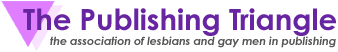 The Publishing Triangle
the association of lesbians and gay men in publishing